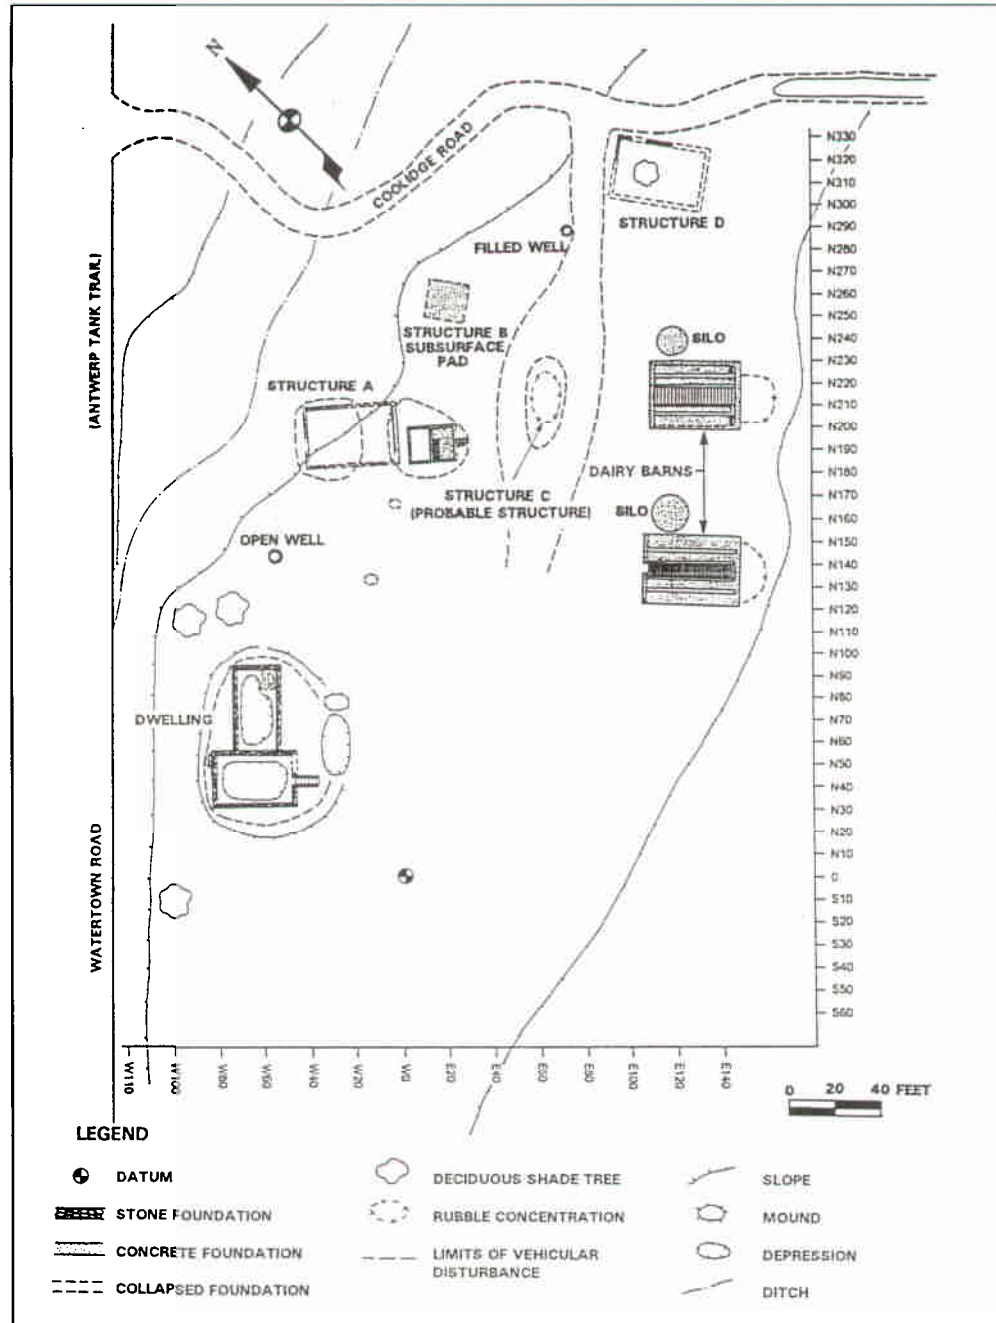 N
COOLIDGE ROAD
(ANTWERP TANK TRAIL)
WATERTOWN ROAD
STRUCTURE D
FILLED WELL
STRUCTURE B
SUBSURFACE
PAD
SILO
STRUCTURE A
DAIRY BARNS
STRUCTURE C
(PROBABLE STRUCTURE)
SILO
OPEN WELL
DWELLING
N330
N320
N310
N300
N290
N280
N270
N260
N250
N240
N230
N220
N210
N200
N190
N180
N170
N160
N150
N140
N130
N120
N110
N100
N90
N80
N70
N60
N50
N40
N30
N20
N10
0
S10
S20
S30
S40
S50
S60
W110
W100
W80
W60
W40
W20
W0
E20
E40
E60
E80
E100
E120
E140
0 20 40 FEET
LEGEND
DATUM
STONE FOUNDATION
CONCRETE FOUNDATION
COLLAPSED FOUNDATION
DECIDUOUS SHADE TREE
RUBBLE CONCENTRATION
LIMITS OF VEHICULAR
DISTURBANCE
SLOPE
MOUND
DEPRESSION
DITCH